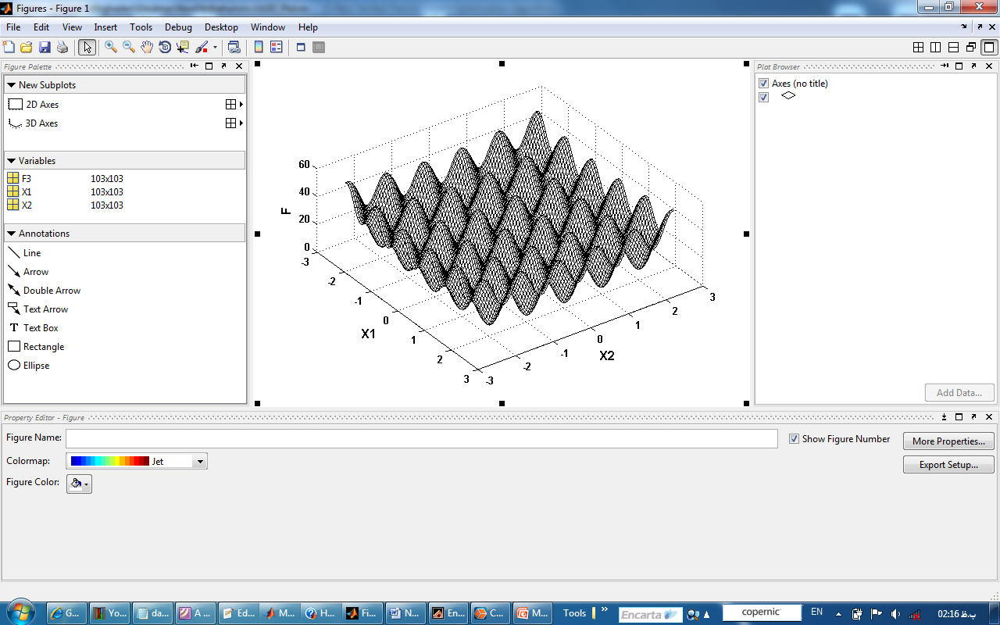 Figures - Figure 1
File Edit View Insert Tools Debug Desktop Window Help
Figure Palette
New Subplots
2D Axes
3D Axes
Variables
F3 103x103
X1 103x103
X2 103x103
Annotations
Line
Arrow
Double Arrow
Text Arrow
T Text Box
Rectangle
Ellipse
60
40
20
0
F
-3
-2
-1
0
1
2
3
X1
-3
-2
-1
0
1
2
3
X2
Plot Browser
Axes (no title)
Add Data...
Property Editor - Figure
Figure Name:
Show Figure Number
More Properties...
Colormap: Jet
Export Setup...
Figure Color:
G... Yo... da... A ... Ed... M... H... Fi... N... En... C... M... Tools » Encarta copernic EN 02:16 ب.ظ